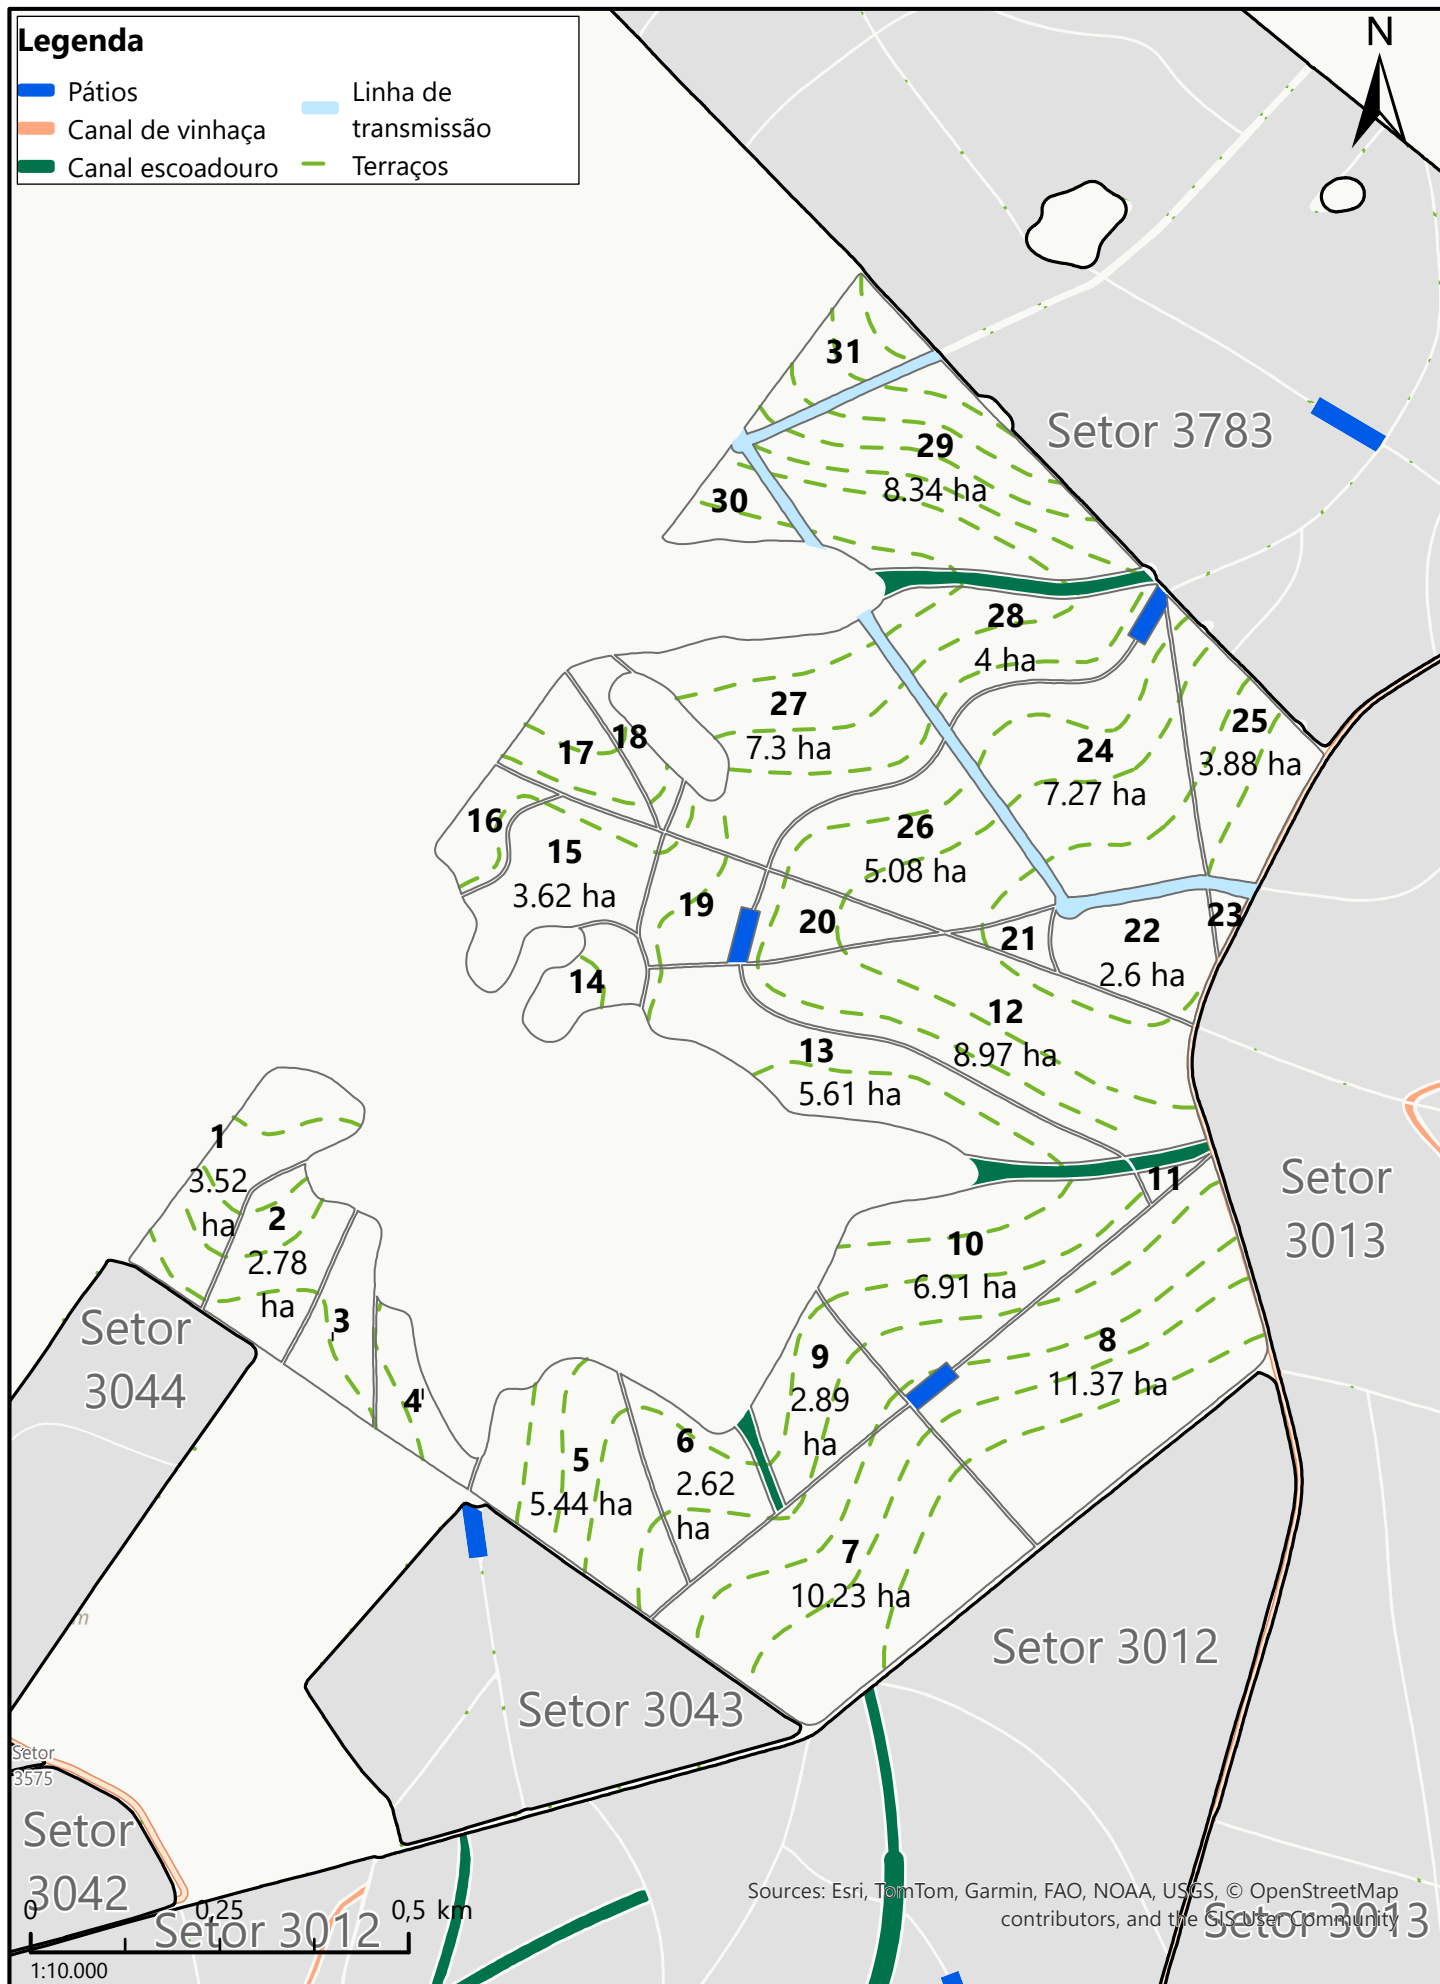 Legenda
Pátios
Canal de vinhaça
Canal escoadouro
Linha de
transmissão
Terraços
N
31
29
8.34 ha
30
Setor 3783
28
4 ha
27
7.3 ha
18
17
25
3.88 ha
24
7.27 ha
16
15
3.62 ha
26
5.08 ha
19
20
21
22
2.6 ha
23
14
12
8.97 ha
13
5.61 ha
1
3.52
ha
2
2.78
ha
3
4
11
10
6.91 ha
Setor
3013
Setor
3044
9
2.89
ha
8
11.37 ha
5
5.44 ha
6
2.62
ha
7
10.23 ha
m
Setor 3012
Setor 3043
Setor
3575
Setor
3042
Setor 3012
Setor 3013
Sources: Esri, TomTom, Garmin, FAO, NOAA, USGS, © OpenStreetMap
contributors, and the GIS User Community
0 0,25 0,5 km
1:10.000